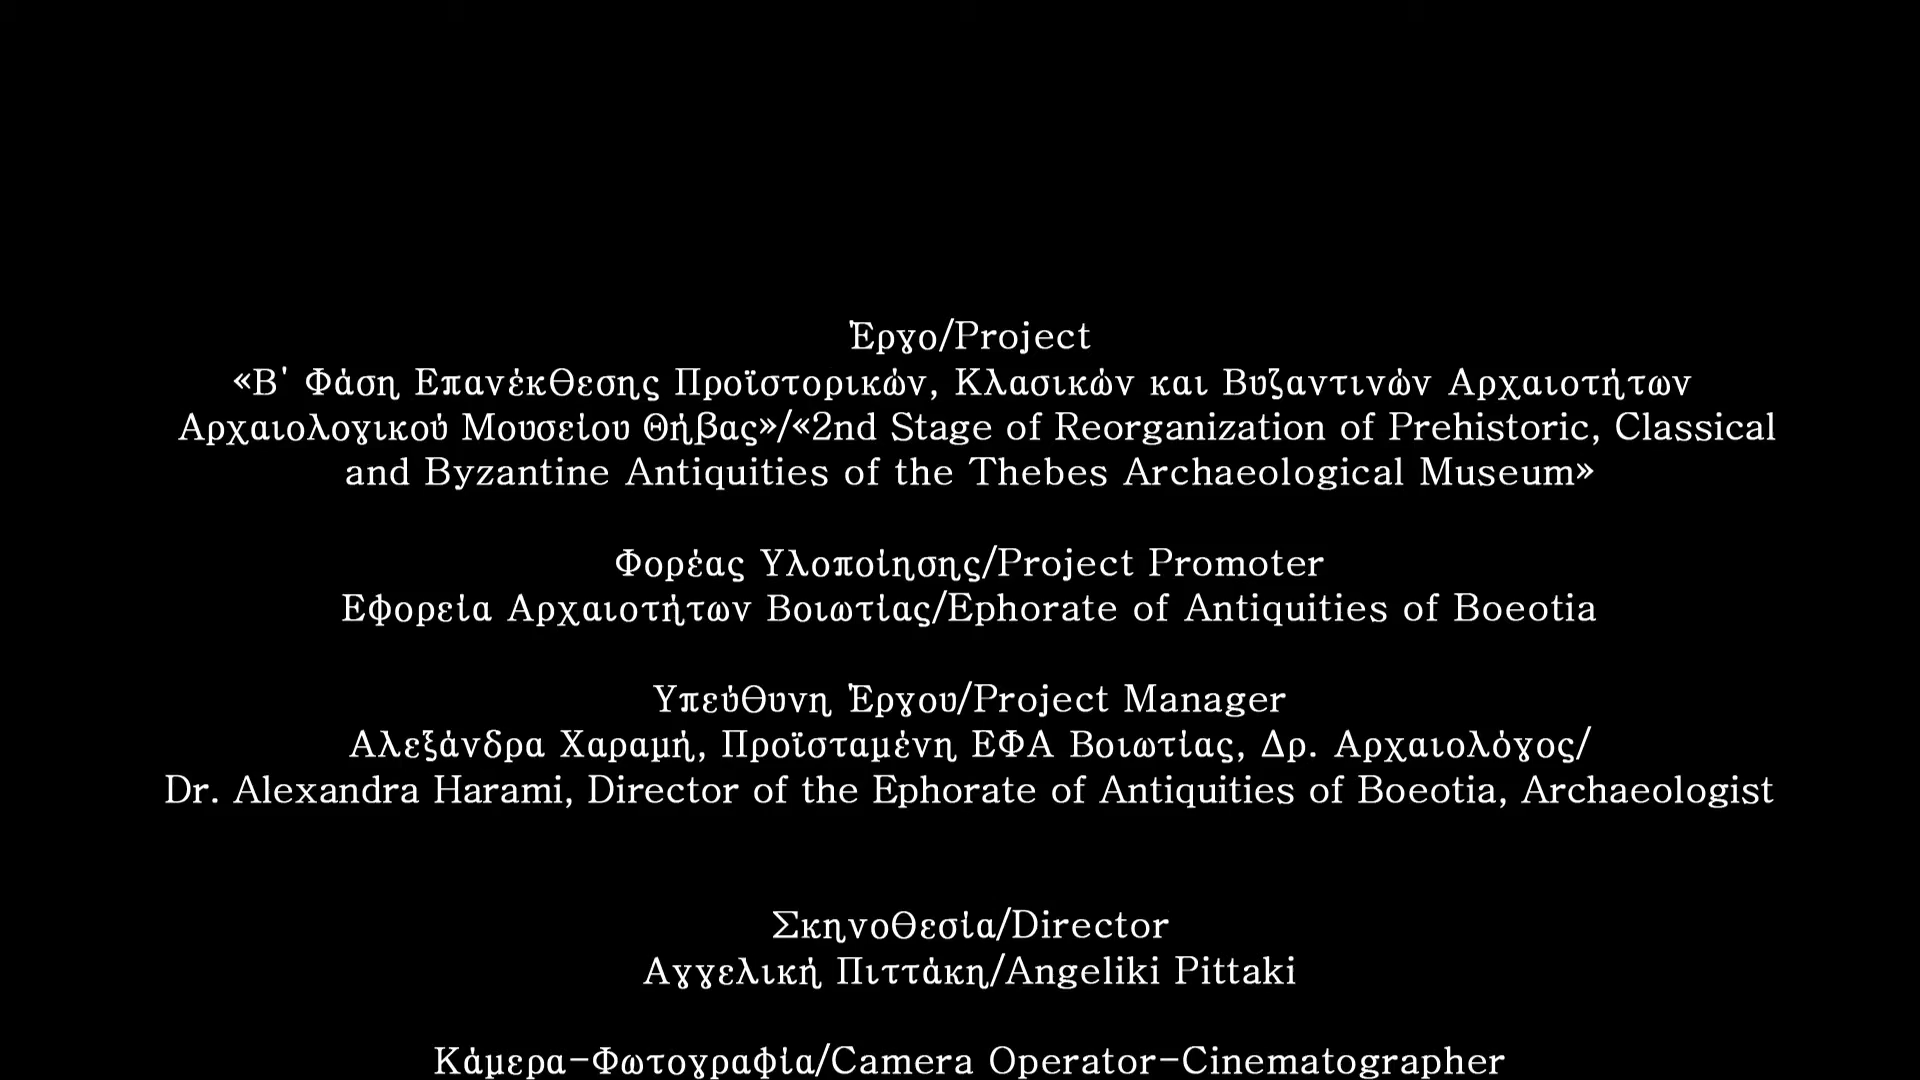 Έργο/Project
«Β' Φάση Επανέκθεσης Προϊστορικών, Κλασικών και Βυζαντινών Αρχαιοτήτων
Αρχαιολογικού Μουσείου Θήβας»/«2nd Stage of Reorganization of Prehistoric, Classical
and Byzantine Antiquities of the Thebes Archaeological Museum»
Φορέας Υλοποίησης/Project Promoter
Εφορεία Αρχαιοτήτων Βοιωτίας/Ephorate of Antiquities of Boeotia
Υπεύθυνη Έργου/Project Manager
Αλεξάνδρα Χαραμή, Προϊσταμένη ΕΦΑ Βοιωτίας, Δρ. Αρχαιολόγος/
Dr. Alexandra Harami, Director of the Ephorate of Antiquities of Boeotia, Archaeologist
Σκηνοθεσία/Director
Αγγελική Πιττάκη/Angeliki Pittaki
Κάμερα-Φωτογραφία/Camera Operator-Cinematographer